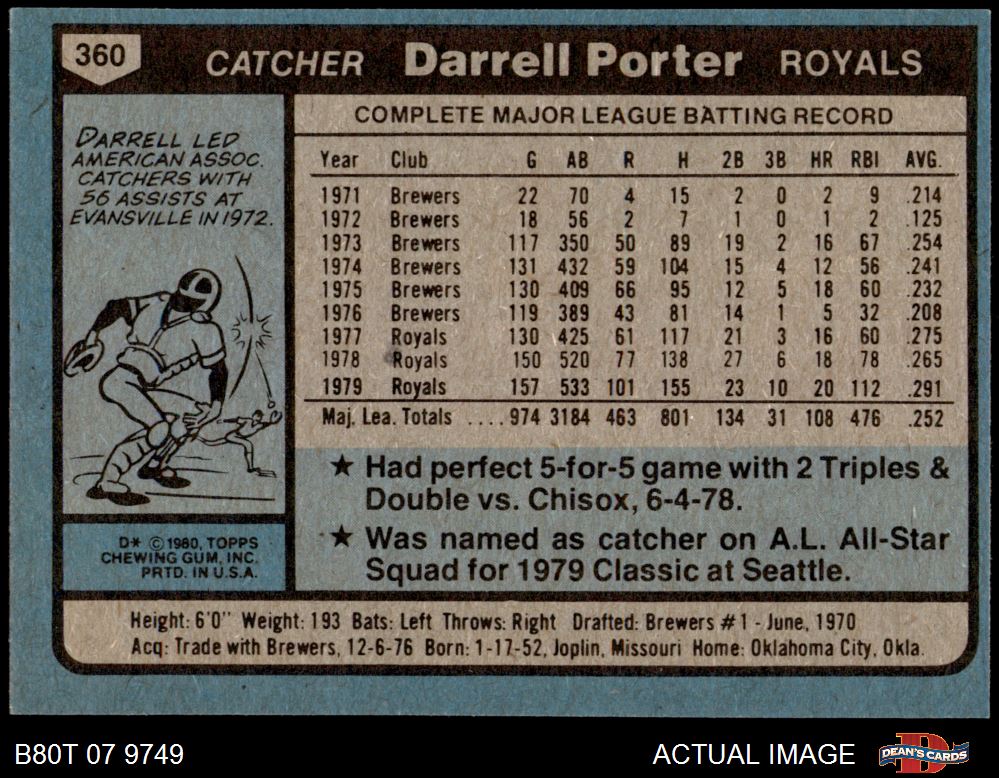 360 CATCHER Darrell Porter ROYALS
DARRELL LED
AMERICAN ASSOC.
CATCHERS WITH
56 ASSISTS AT
EVANSVILLE IN 1972.
D* © 1980, TOPPS
CHEWING GUM, INC.
PRTD. IN U.S.A.
COMPLETE MAJOR LEAGUE BATTING RECORD
Year Club G AB R H 2B 3B HR RBI AVG.
1971 Brewers 22 70 4 15 2 0 2 9 .214
1972 Brewers 18 56 2 7 1 0 1 2 .125
1973 Brewers 117 350 50 89 19 2 16 67 .254
1974 Brewers 131 432 59 104 15 4 12 56 .241
1975 Brewers 130 409 66 95 12 5 18 60 .232
1976 Brewers 119 389 43 81 14 1 5 32 .208
1977 Royals 130 425 61 117 21 3 16 60 .275
1978 Royals 150 520 77 138 27 6 18 78 .265
1979 Royals 157 533 101 155 23 10 20 112 .291
Maj. Lea. Totals .... 974 3184 463 801 134 31 108 476 .252
★ Had perfect 5-for-5 game with 2 Triples &
Double vs. Chisox, 6-4-78.
★ Was named as catcher on A.L. All-Star
Squad for 1979 Classic at Seattle.
Height: 6'0" Weight: 193 Bats: Left Throws: Right Drafted: Brewers #1 - June, 1970
Acq: Trade with Brewers, 12-6-76 Born: 1-17-52, Joplin, Missouri Home: Oklahoma City, Okla.
B80T 07 9749 ACTUAL IMAGE DEAN'S CARDS